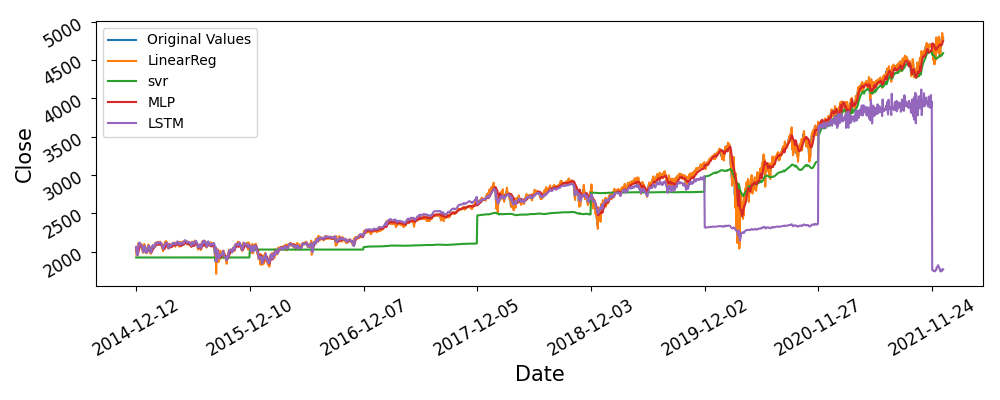 5000
4500
4000
3500
3000
2500
2000
Close
Original Values
LinearReg
svr
MLP
LSTM
2014-12-12
2015-12-10
2016-12-07
2017-12-05
2018-12-03
2019-12-02
2020-11-27
2021-11-24
Date